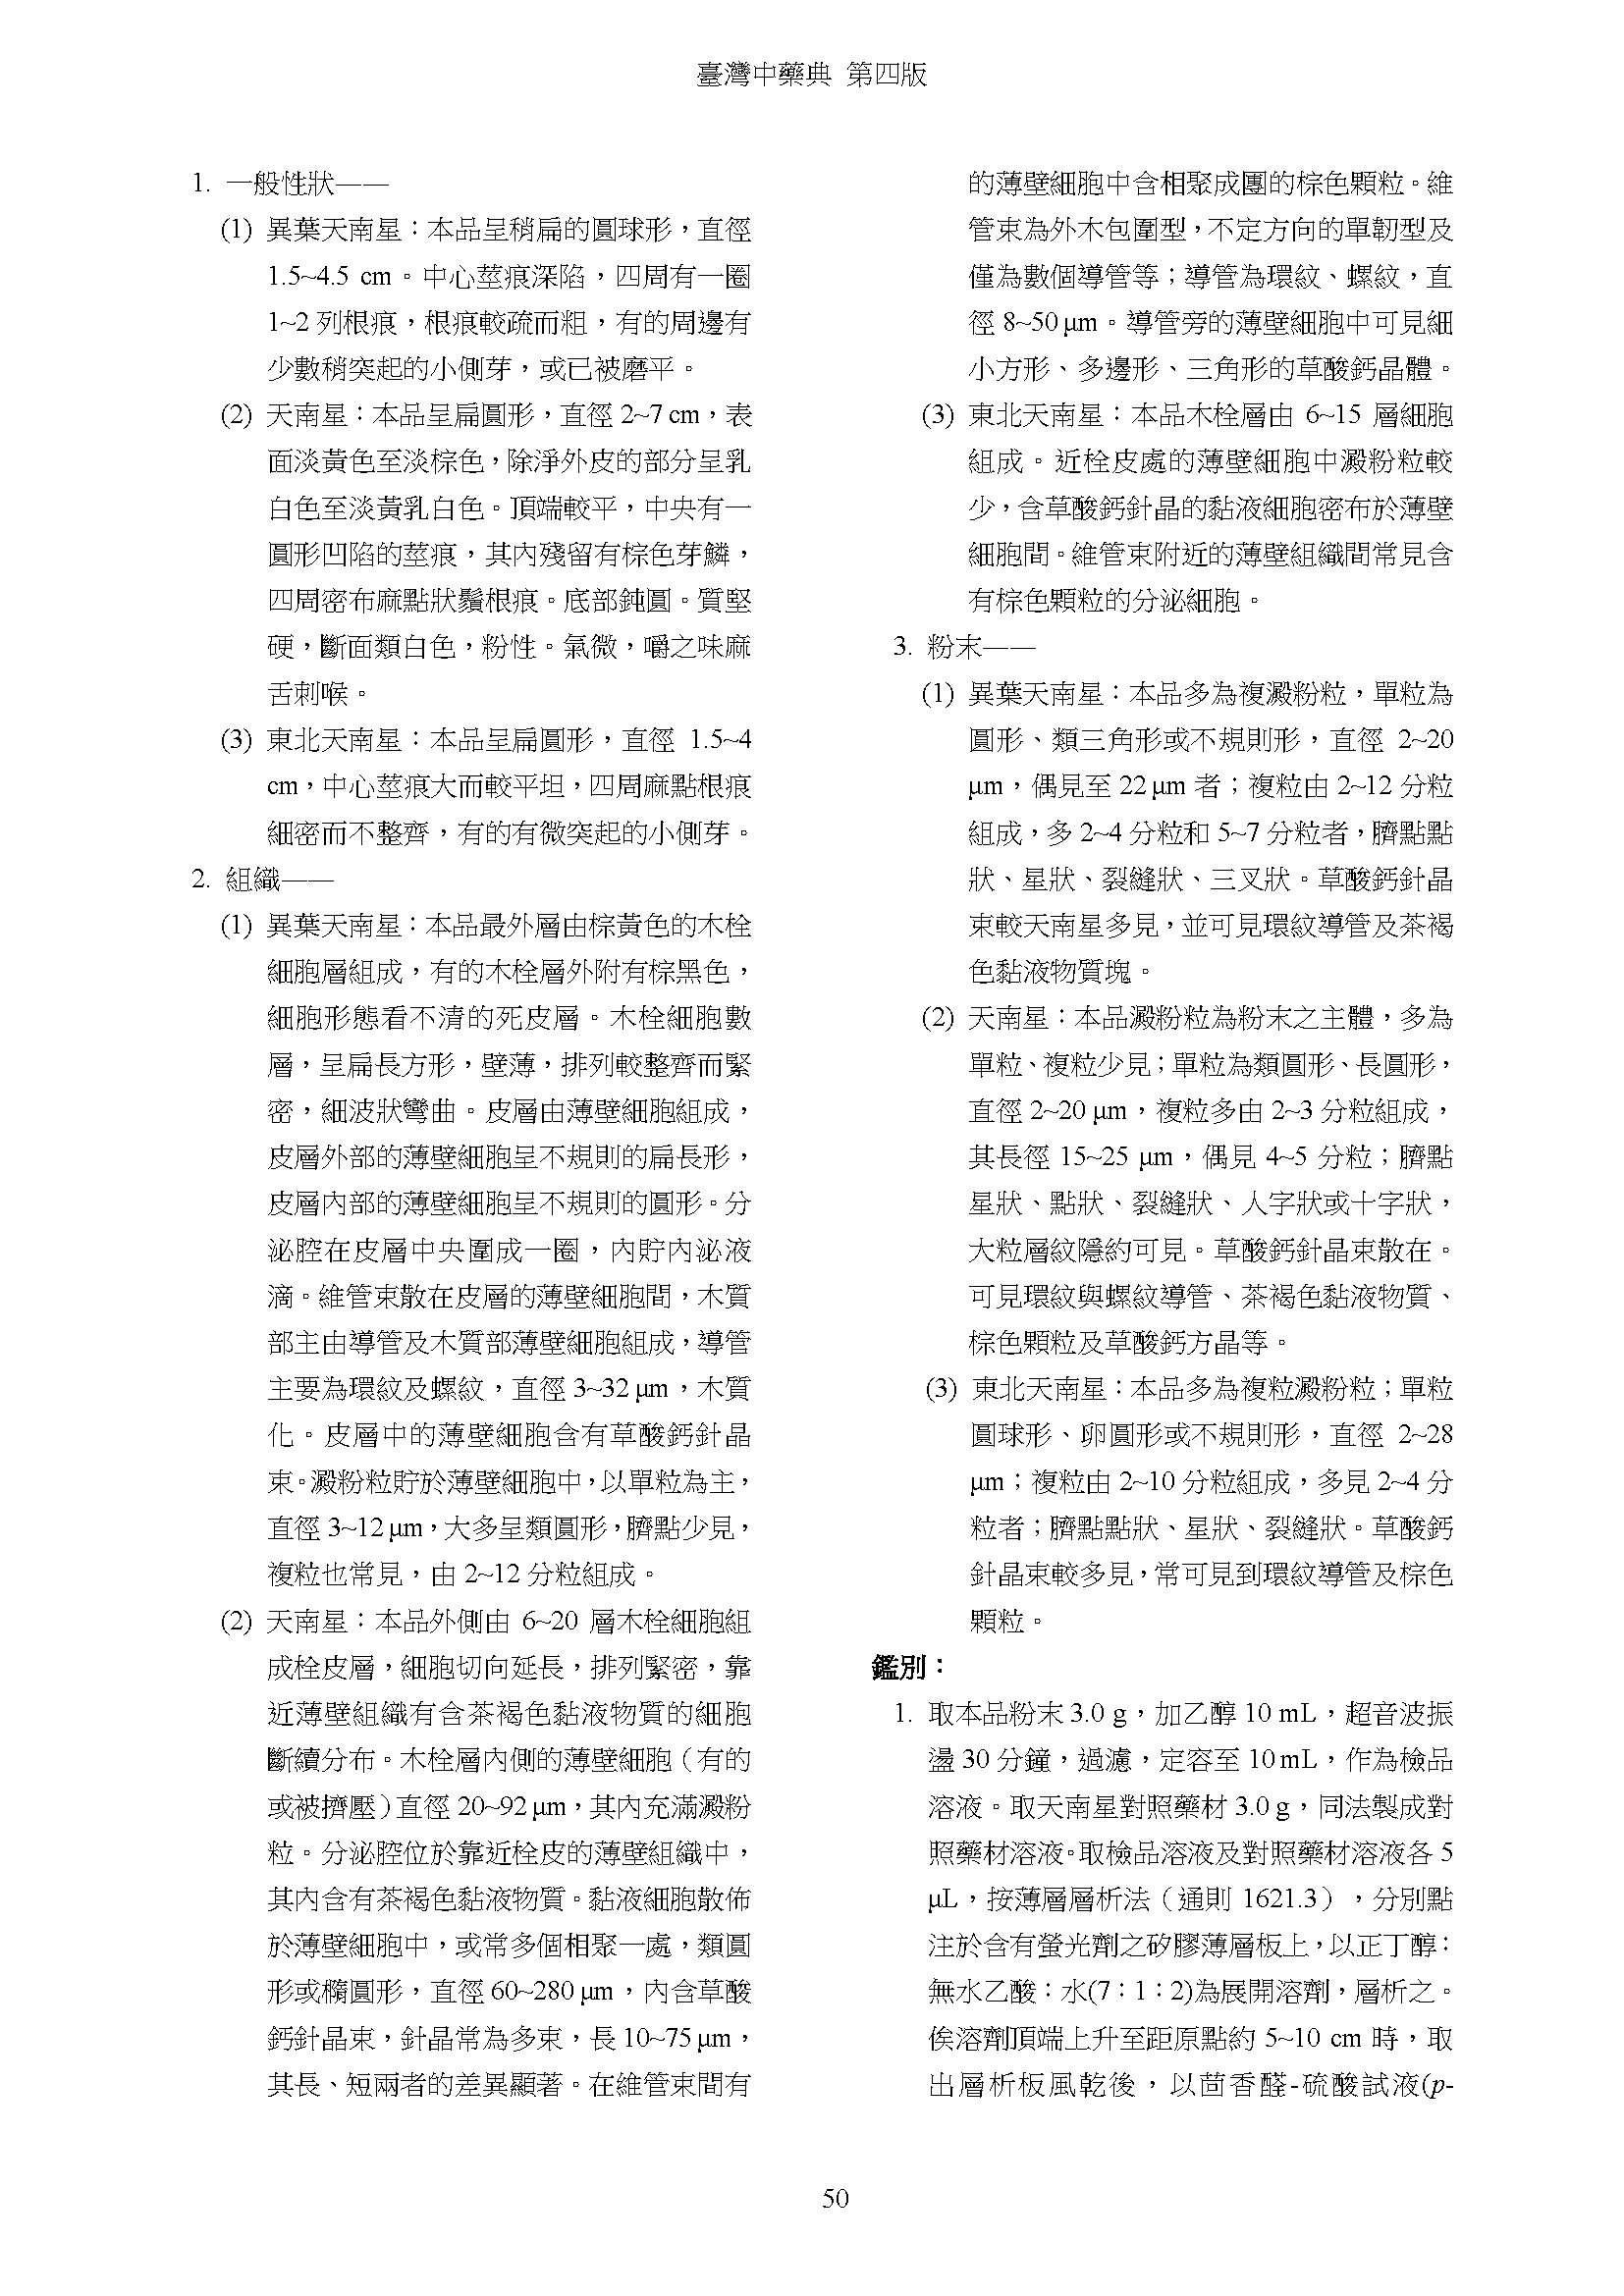 臺灣中藥典 第四版
1. 一般性狀——
(1) 異葉天南星：本品呈稍扁的圓球形，直徑
1.5~4.5 cm。中心莖痕深陷，四周有一圈
1~2 列根痕，根痕較疏而粗，有的周邊有
少數稍突起的小側芽，或已被磨平。
(2) 天南星：本品呈扁圓形，直徑 2~7 cm，表
面淡黃色至淡棕色，除淨外皮的部分呈乳
白色至淡黃乳白色。頂端較平，中央有一
圓形凹陷的莖痕，其內殘留有棕色芽鱗，
四周密布麻點狀鬚根痕。底部鈍圓。質堅
硬，斷面類白色，粉性。氣微，嚼之味麻
舌刺喉。
(3) 東北天南星：本品呈扁圓形，直徑 1.5~4
cm，中心莖痕大而較平坦，四周麻點根痕
細密而不整齊，有的有微突起的小側芽。
2. 組織——
(1) 異葉天南星：本品最外層由棕黃色的木栓
細胞層組成，有的木栓層外附有棕黑色，
細胞形態看不清的死皮層。木栓細胞數
層，呈扁長方形，壁薄，排列較整齊而緊
密，細波狀彎曲。皮層由薄壁細胞組成，
皮層外部的薄壁細胞呈不規則的扁長形，
皮層內部的薄壁細胞呈不規則的圓形。分
泌腔在皮層中央圍成一圈，內貯內泌液
滴。維管束散在皮層的薄壁細胞間，木質
部主由導管及木質部薄壁細胞組成，導管
主要為環紋及螺紋，直徑 3~32 μm，木質
化。皮層中的薄壁細胞含有草酸鈣針晶
束。澱粉粒貯於薄壁細胞中，以單粒為主，
直徑 3~12 μm，大多呈類圓形，臍點少見，
複粒也常見，由 2~12 分粒組成。
(2) 天南星：本品外側由 6~20 層木栓細胞組
成栓皮層，細胞切向延長，排列緊密，靠
近薄壁組織有含茶褐色黏液物質的細胞
斷續分布。木栓層內側的薄壁細胞（有的
或被擠壓）直徑 20~92 μm，其內充滿澱粉
粒。分泌腔位於靠近栓皮的薄壁組織中，
其內含有茶褐色黏液物質。黏液細胞散佈
於薄壁細胞中，或常多個相聚一處，類圓
形或橢圓形，直徑 60~280 μm，內含草酸
鈣針晶束，針晶常為多束，長 10~75 μm，
其長、短兩者的差異顯著。在維管束間有
的薄壁細胞中含相聚成團的棕色顆粒。維
管束為外木包圍型，不定方向的單韌型及
僅為數個導管等；導管為環紋、螺紋，直
徑 8~50 μm。導管旁的薄壁細胞中可見細
小方形、多邊形、三角形的草酸鈣晶體。
(3) 東北天南星：本品木栓層由 6~15 層細胞
組成。近栓皮處的薄壁細胞中澱粉粒較
少，含草酸鈣針晶的黏液細胞密布於薄壁
細胞間。維管束附近的薄壁組織間常見含
有棕色顆粒的分泌細胞。
3. 粉末——
(1) 異葉天南星：本品多為複澱粉粒，單粒為
圓形、類三角形或不規則形，直徑 2~20
μm，偶見至 22 μm 者；複粒由 2~12 分粒
組成，多 2~4 分粒和 5~7 分粒者，臍點點
狀、星狀、裂縫狀、三叉狀。草酸鈣針晶
束較天南星多見，並可見環紋導管及茶褐
色黏液物質塊。
(2) 天南星：本品澱粉粒為粉末之主體，多為
單粒、複粒少見；單粒為類圓形、長圓形，
直徑 2~20 μm，複粒多由 2~3 分粒組成，
其長徑 15~25 μm，偶見 4~5 分粒；臍點
星狀、點狀、裂縫狀、人字狀或十字狀，
大粒層紋隱約可見。草酸鈣針晶束散在。
可見環紋與螺紋導管、茶褐色黏液物質、
棕色顆粒及草酸鈣方晶等。
(3) 東北天南星：本品多為複粒澱粉粒；單粒
圓球形、卵圓形或不規則形，直徑 2~28
μm；複粒由 2~10 分粒組成，多見 2~4 分
粒者；臍點點狀、星狀、裂縫狀。草酸鈣
針晶束較多見，常可見到環紋導管及棕色
顆粒。
鑑別：
1. 取本品粉末 3.0 g，加乙醇 10 mL，超音波振
盪 30 分鐘，過濾，定容至 10 mL，作為檢品
溶液。取天南星對照藥材 3.0 g，同法製成對
照藥材溶液。取檢品溶液及對照藥材溶液各 5
μL，按薄層層析法（通則 1621.3），分別點
注於含有螢光劑之矽膠薄層板上，以正丁醇：
無水乙酸：水(7：1：2)為展開溶劑，層析之。
俟溶劑頂端上升至距原點約 5~10 cm 時，取
出層析板風乾後，以茴香醛-硫酸試液(p-
50